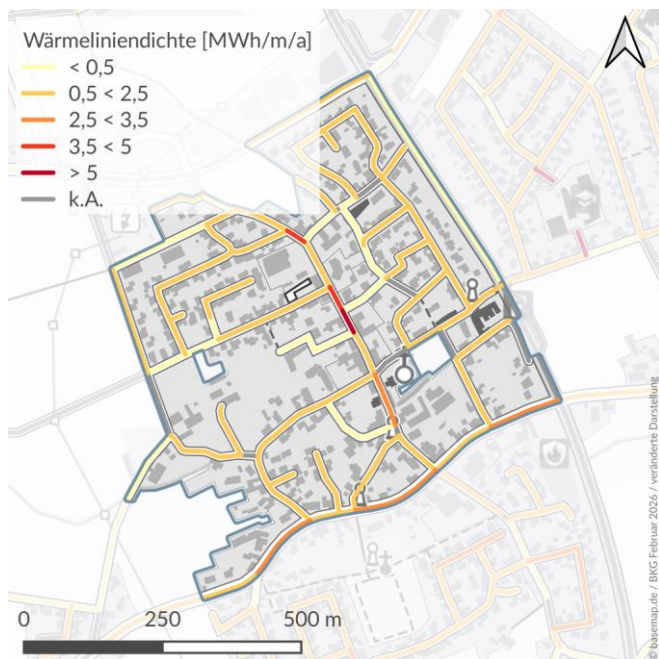 Wärmeliniendichte [MWh/m/a]
< 0,5
0,5 < 2,5
2,5 < 3,5
3,5 < 5
> 5
k.A.
0 250 500 m
© basemap.de / BKG Februar 2026 / veränderte Darstellung